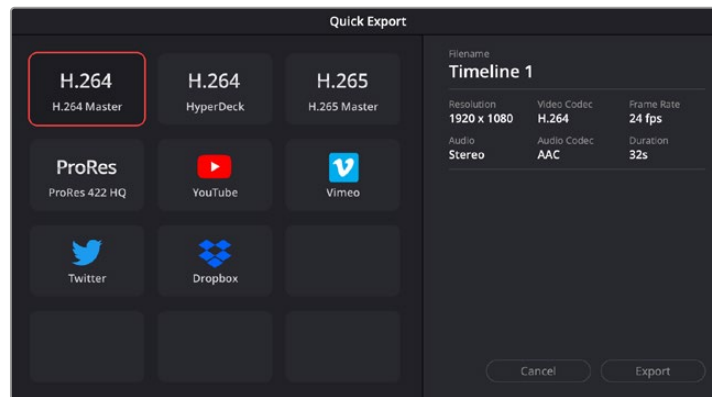 Quick Export
H.264
H.264 Master
H.264
HyperDeck
H.265
H.265 Master
ProRes
ProRes 422 HQ
YouTube
Vimeo
Twitter
Dropbox
Filename
Timeline 1
Resolution Video Codec Frame Rate
1920 x 1080 H.264 24 fps
Audio Audio Codec Duration
Stereo AAC 32s
Cancel Export